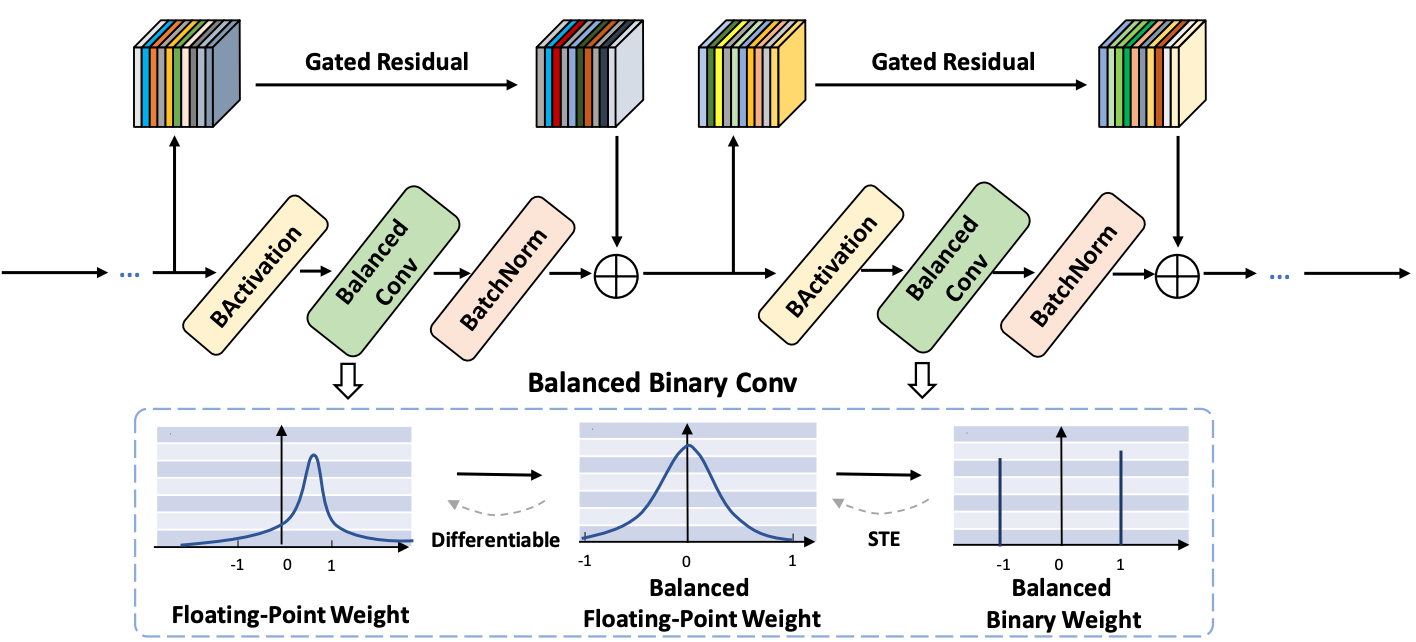 Gated Residual
Gated Residual
...
BActivation
Balanced
Conv
BatchNorm
BActivation
Balanced
Conv
BatchNorm
...
Balanced Binary Conv
Differentiable
STE
-1 0 1
-1 0 1
-1 0 1
Floating-Point Weight
Balanced
Floating-Point Weight
Balanced
Binary Weight